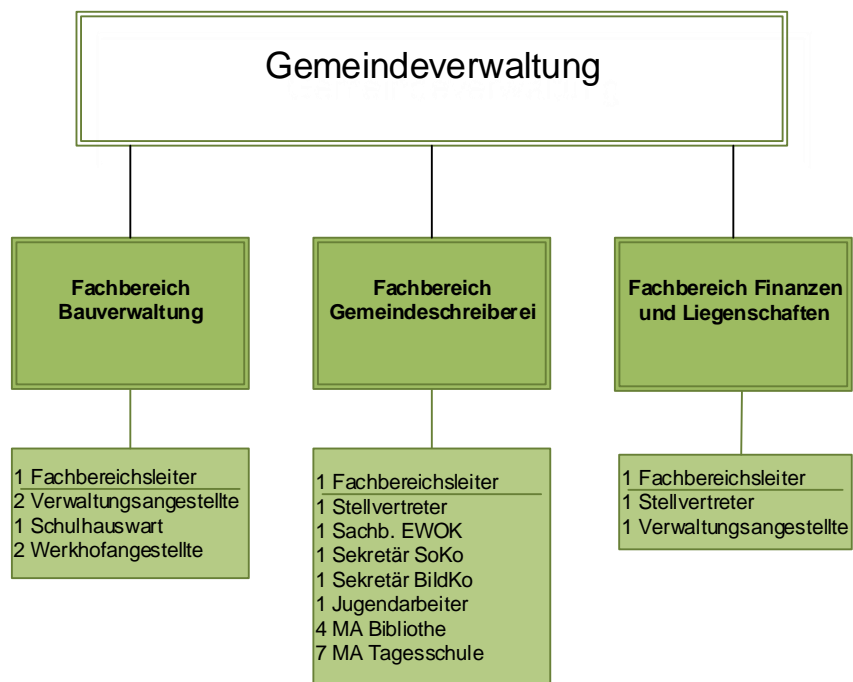 Gemeindeverwaltung
Fachbereich
Bauverwaltung
Fachbereich
Gemeindeschreiberei
Fachbereich Finanzen
und Liegenschaften
1 Fachbereichsleiter
2 Verwaltungsangestellte
1 Schulhauswart
2 Werkhofangestellte
1 Fachbereichsleiter
1 Stellvertreter
1 Sachb. EWOK
1 Sekretär SoKo
1 Sekretär BildKo
1 Jugendarbeiter
4 MA Bibliothe
7 MA Tagesschule
1 Fachbereichsleiter
1 Stellvertreter
1 Verwaltungsangestellte